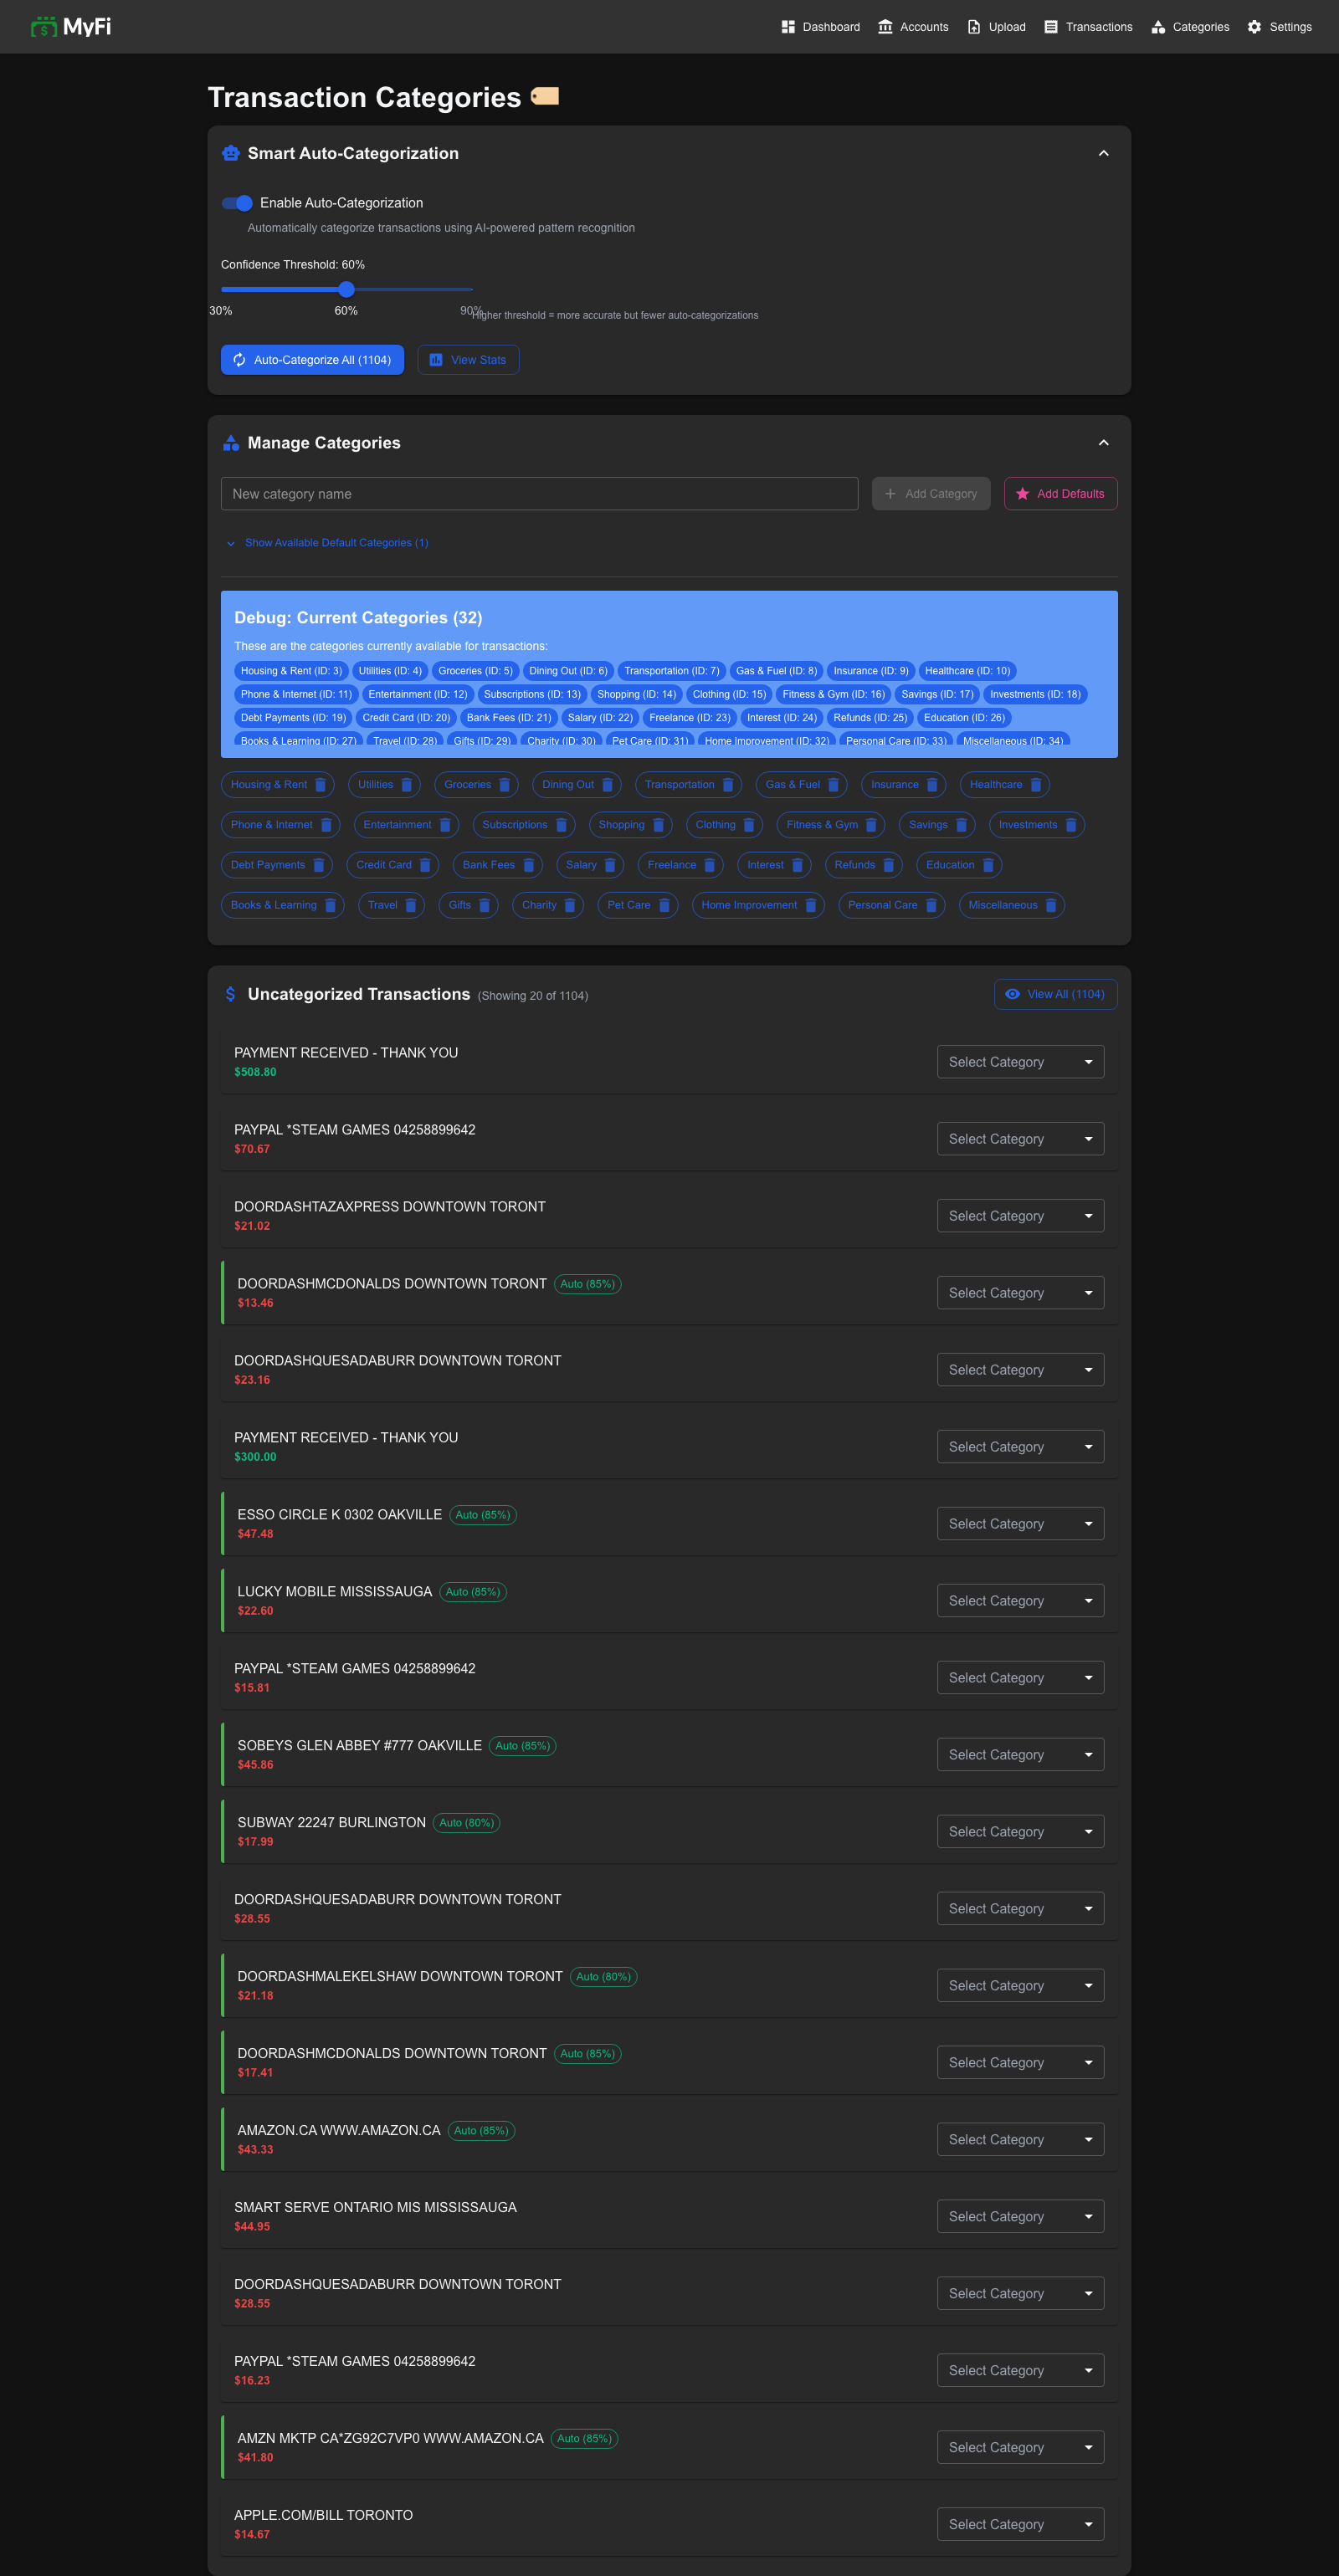 MyFi
Dashboard Accounts Upload Transactions Categories Settings
Transaction Categories
Smart Auto-Categorization
Enable Auto-Categorization
Automatically categorize transactions using AI-powered pattern recognition
Confidence Threshold: 60%
30% 60% 90%
Higher threshold = more accurate but fewer auto-categorizations
Auto-Categorize All (1104) View Stats
Manage Categories
New category name Add Category Add Defaults
Show Available Default Categories (1)
Debug: Current Categories (32)
These are the categories currently available for transactions:
Housing & Rent (ID: 3) Utilities (ID: 4) Groceries (ID: 5) Dining Out (ID: 6) Transportation (ID: 7) Gas & Fuel (ID: 8) Insurance (ID: 9) Healthcare (ID: 10)
Phone & Internet (ID: 11) Entertainment (ID: 12) Subscriptions (ID: 13) Shopping (ID: 14) Clothing (ID: 15) Fitness & Gym (ID: 16) Savings (ID: 17) Investments (ID: 18)
Debt Payments (ID: 19) Credit Card (ID: 20) Bank Fees (ID: 21) Salary (ID: 22) Freelance (ID: 23) Interest (ID: 24) Refunds (ID: 25) Education (ID: 26)
Books & Learning (ID: 27) Travel (ID: 28) Gifts (ID: 29) Charity (ID: 30) Pet Care (ID: 31) Home Improvement (ID: 32) Personal Care (ID: 33) Miscellaneous (ID: 34)
Housing & Rent Utilities Groceries Dining Out Transportation Gas & Fuel Insurance Healthcare
Phone & Internet Entertainment Subscriptions Shopping Clothing Fitness & Gym Savings Investments
Debt Payments Credit Card Bank Fees Salary Freelance Interest Refunds Education
Books & Learning Travel Gifts Charity Pet Care Home Improvement Personal Care Miscellaneous
Uncategorized Transactions (Showing 20 of 1104) View All (1104)
PAYMENT RECEIVED - THANK YOU
$508.80
Select Category
PAYPAL *STEAM GAMES 04258899642
$70.67
Select Category
DOORDASHTAZAXPRESS DOWNTOWN TORONT
$21.02
Select Category
DOORDASHMCDONALDS DOWNTOWN TORONT Auto (85%)
$13.46
Select Category
DOORDASHQUESADABURR DOWNTOWN TORONT
$23.16
Select Category
PAYMENT RECEIVED - THANK YOU
$300.00
Select Category
ESSO CIRCLE K 0302 OAKVILLE Auto (85%)
$47.48
Select Category
LUCKY MOBILE MISSISSAUGA Auto (85%)
$22.60
Select Category
PAYPAL *STEAM GAMES 04258899642
$15.81
Select Category
SOBEYS GLEN ABBEY #777 OAKVILLE Auto (85%)
$45.86
Select Category
SUBWAY 22247 BURLINGTON Auto (80%)
$17.99
Select Category
DOORDASHQUESADABURR DOWNTOWN TORONT
$28.55
Select Category
DOORDASHMALEKELSHAW DOWNTOWN TORONT Auto (80%)
$21.18
Select Category
DOORDASHMCDONALDS DOWNTOWN TORONT Auto (85%)
$17.41
Select Category
AMAZON.CA WWW.AMAZON.CA Auto (85%)
$43.33
Select Category
SMART SERVE ONTARIO MIS MISSISSAUGA
$44.95
Select Category
DOORDASHQUESADABURR DOWNTOWN TORONT
$28.55
Select Category
PAYPAL *STEAM GAMES 04258899642
$16.23
Select Category
AMZN MKTP CA*ZG92C7VP0 WWW.AMAZON.CA Auto (85%)
$41.80
Select Category
APPLE.COM/BILL TORONTO
$14.67
Select Category